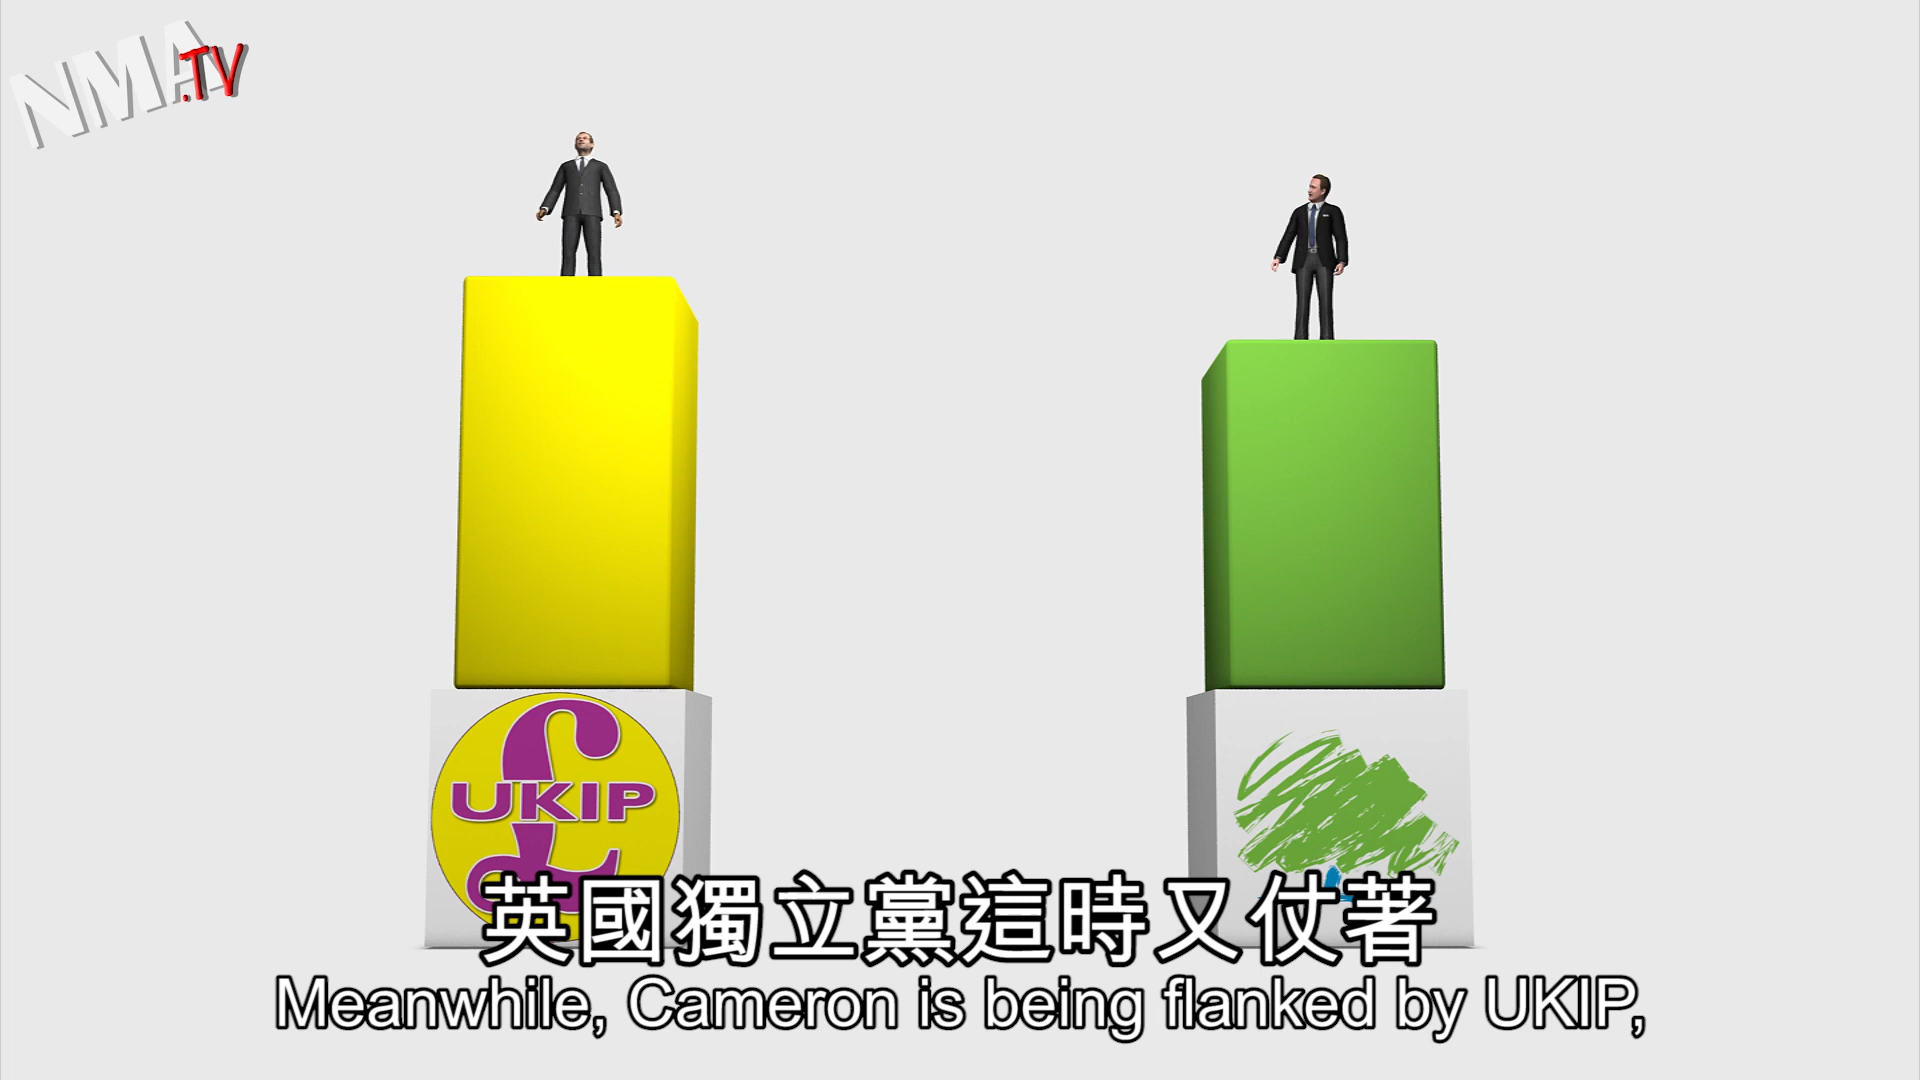 NMA.TV
UKIP
英國獨立黨這時又仗著
Meanwhile, Cameron is being flanked by UKIP,